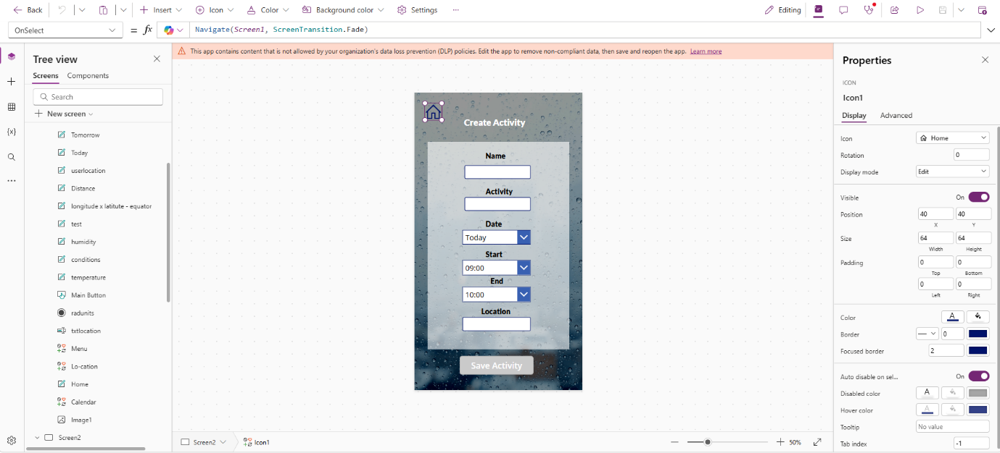 Back Insert Icon Color Background color Settings ··· Editing
OnSelect = fx Navigate(Screen1, ScreenTransition.Fade)
This app contains content that is not allowed by your organization's data loss prevention (DLP) policies. Edit the app to remove non-compliant data, then save and reopen the app. Learn more
Tree view
Screens Components
Search
New screen
Tomorrow
Today
userlocation
Distance
longitude x latitute - equator
test
humidity
conditions
temperature
Main Button
radunits
txtlocation
Menu
Lo-cation
Home
Calendar
Image1
Screen2
Create Activity
Name
Activity
Date
Today
Start
09:00
End
10:00
Location
Save Activity
Screen2 Icon1
50%
Properties
ICON
Icon1
Display Advanced
Icon Home
Rotation 0
Display mode Edit
Visible On
Position 40 40
X Y
Size 64 64
Width Height
Padding 0 0
Top Bottom
0 0
Left Right
Color A
Border 0
Focused border 2
Auto disable on sel... On
Disabled color A
Hover color A
Tooltip No value
Tab index -1